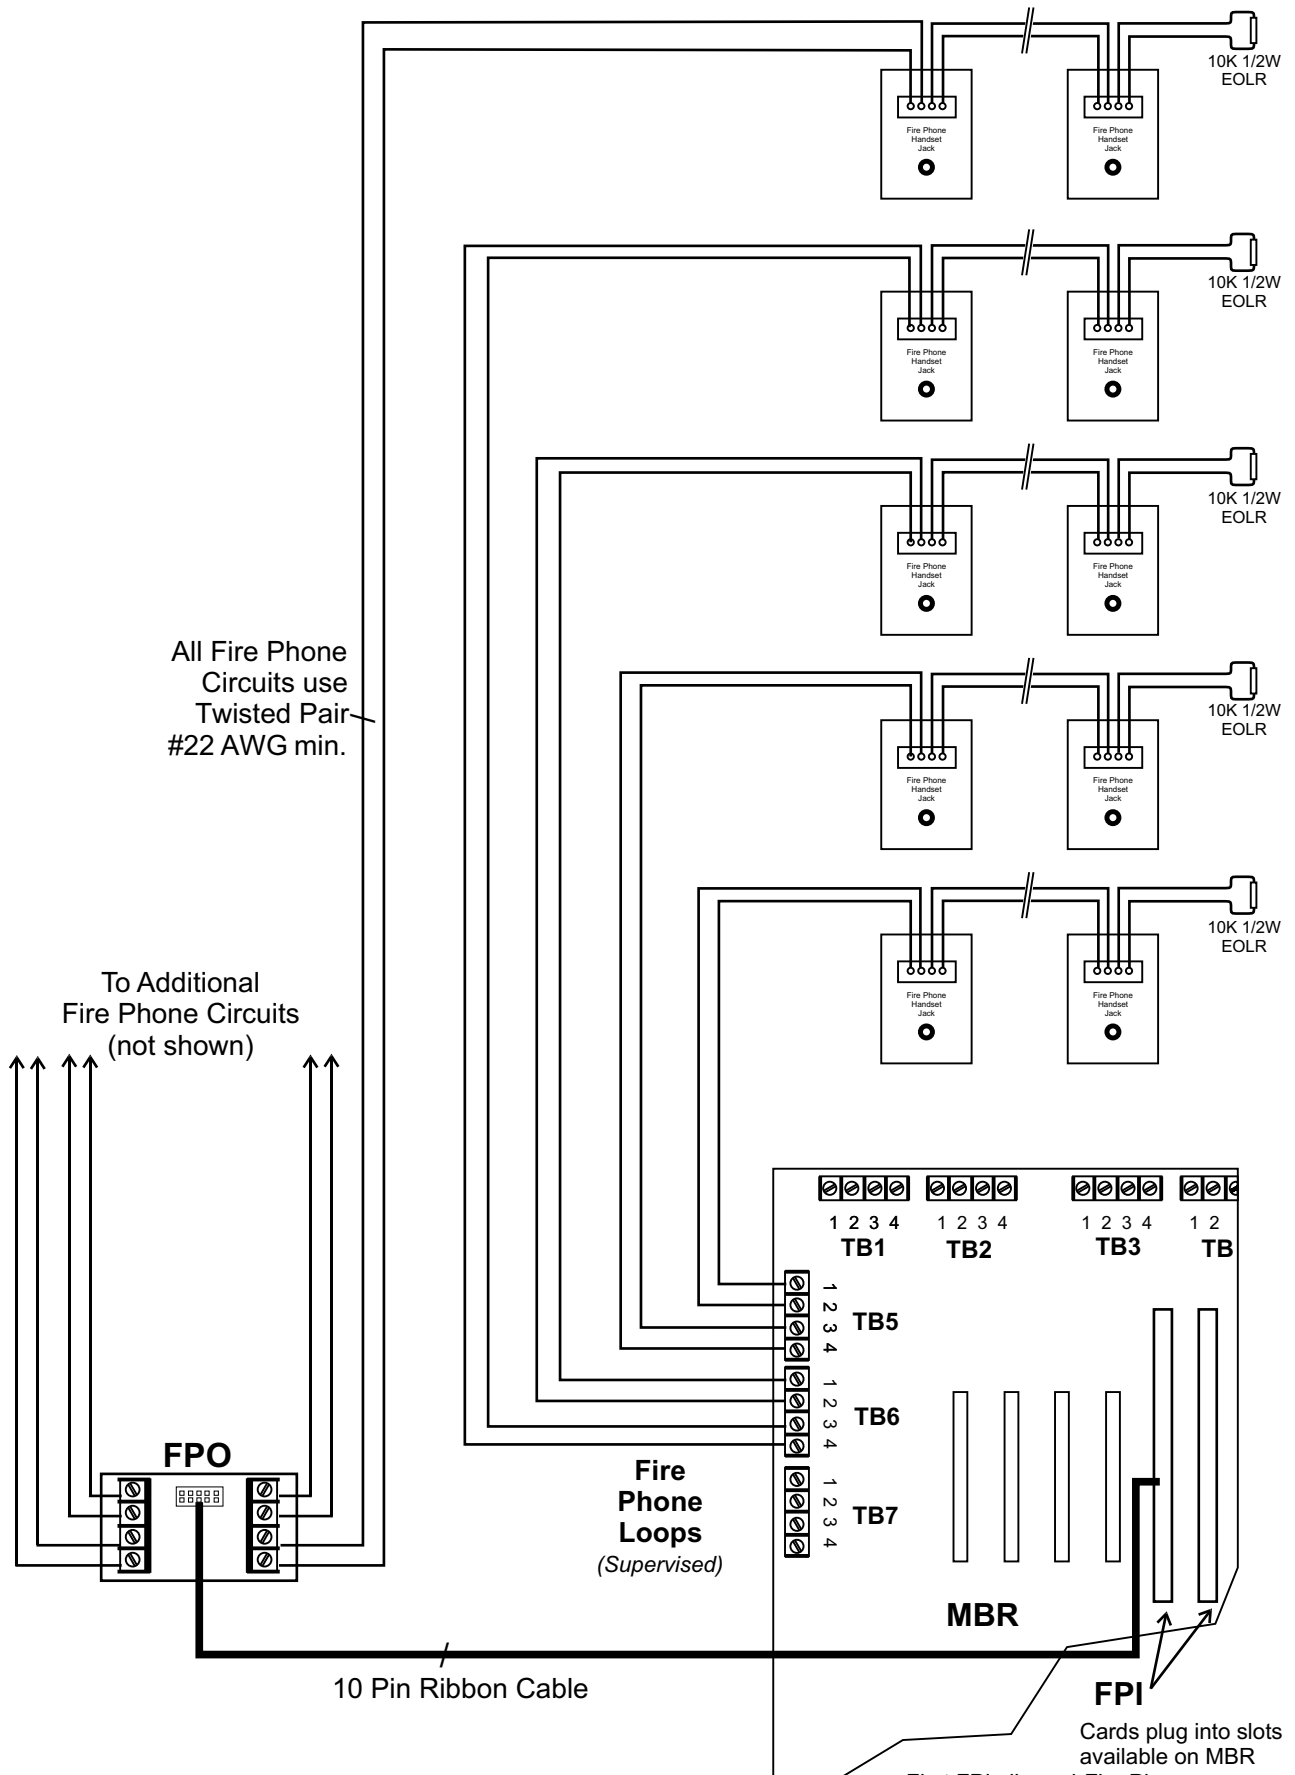 10K 1/2W
EOLR
Fire Phone
Handset
Jack
Fire Phone
Handset
Jack
10K 1/2W
EOLR
Fire Phone
Handset
Jack
Fire Phone
Handset
Jack
10K 1/2W
EOLR
Fire Phone
Handset
Jack
Fire Phone
Handset
Jack
All Fire Phone
Circuits use
Twisted Pair
#22 AWG min.
10K 1/2W
EOLR
Fire Phone
Handset
Jack
Fire Phone
Handset
Jack
10K 1/2W
EOLR
Fire Phone
Handset
Jack
Fire Phone
Handset
Jack
To Additional
Fire Phone Circuits
(not shown)
1 2 3 4
TB1
1 2 3 4
TB2
1 2 3 4
TB3
1 2
TB
1
2
3
4
TB5
1
2
3
4
TB6
1
2
3
4
TB7
FPO
Fire
Phone
Loops
(Supervised)
MBR
10 Pin Ribbon Cable
FPI
Cards plug into slots
available on MBR